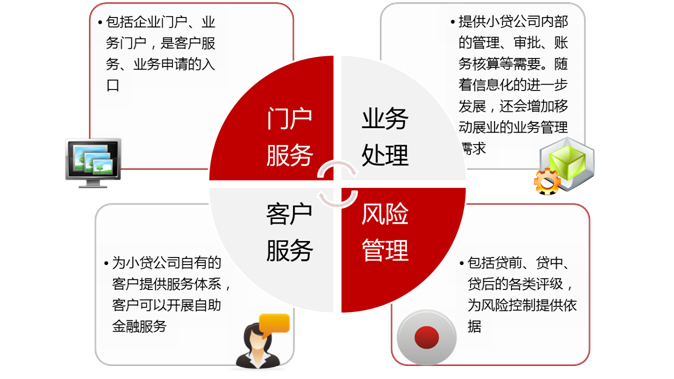 • 包括企业门户、业
务门户，是客户服
务、业务申请的入
口
• 提供小贷公司内部
的管理、审批、账
务核算等需要。随
着信息化的进一步
发展，还会增加移
动展业的业务管理
需求
门户
服务
业务
处理
客户
服务
风险
管理
• 为小贷公司自有的
客户提供服务体系，
客户可以开展自助
金融服务
• 包括贷前、贷中、
贷后的各类评级，
为风险控制提供依
据